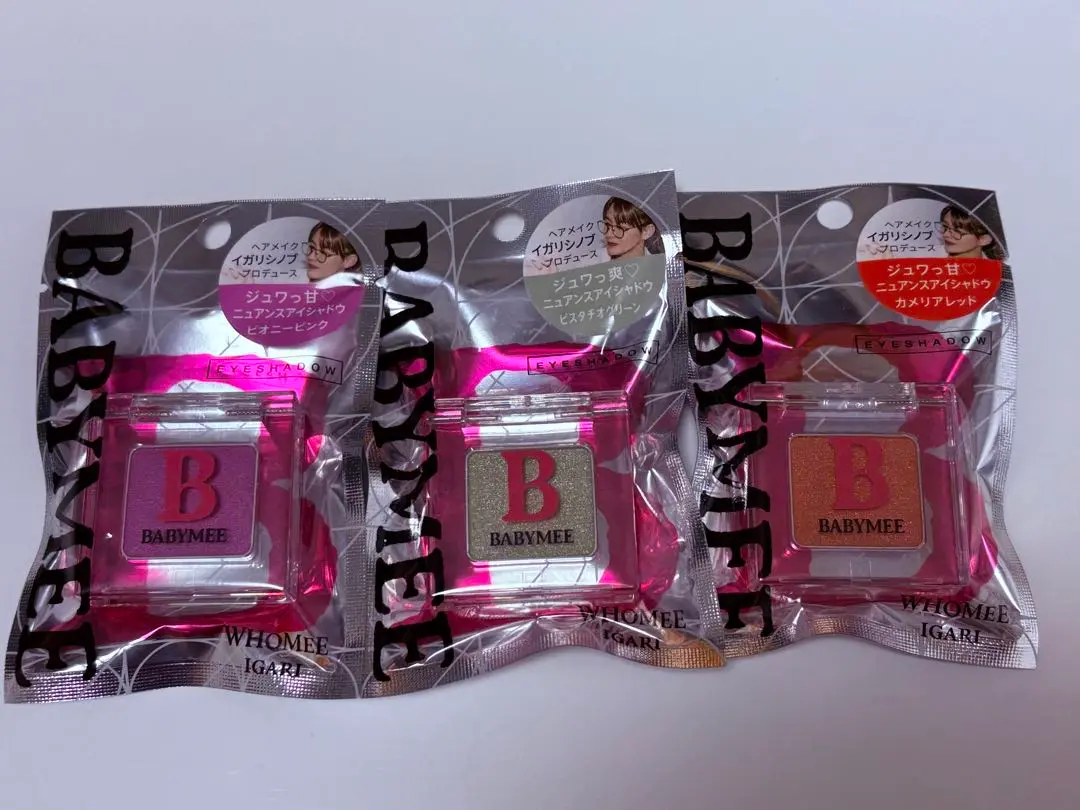 BABYMEE
ヘアメイク
イガリシノブ
プロデュース
ジュワっ甘♡
ニュアンスアイシャドウ
ピオニーピンク
EYESHADOW
B
BABYMEE
WHOMEE
IGARI
BABYMEE
ヘアメイク
イガリシノブ
プロデュース
ジュワっ爽♡
ニュアンスアイシャドウ
ピスタチオグリーン
EYESHADOW
B
BABYMEE
WHOMEE
IGARI
BABYMEE
ヘアメイク
イガリシノブ
プロデュース
ジュワっ甘♡
ニュアンスアイシャドウ
カメリアレッド
EYESHADOW
B
BABYMEE
WHOMEE
IGARI